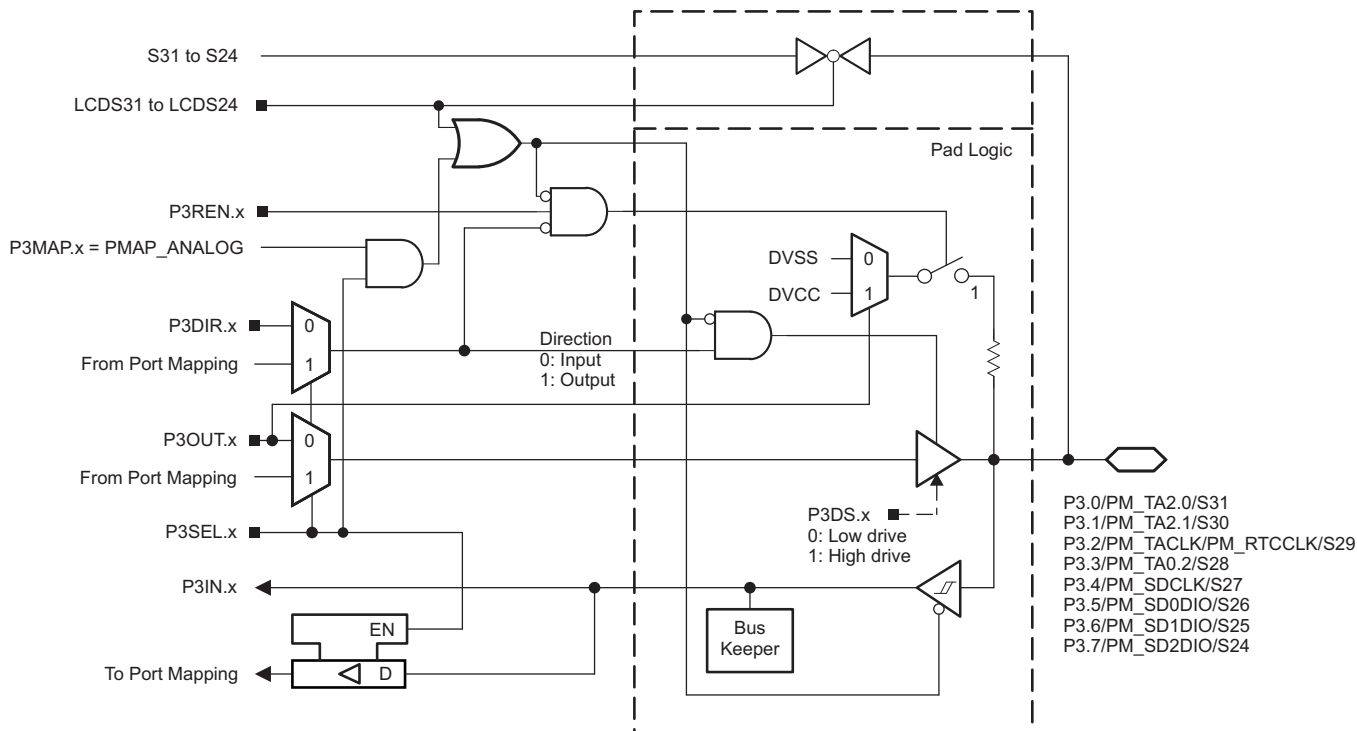 S31 to S24
LCDS31 to LCDS24
Pad Logic
P3REN.x
P3MAP.x = PMAP_ANALOG
DVSS
0
DVCC
1
1
P3DIR.x
0
From Port Mapping
1
Direction
0: Input
1: Output
P3OUT.x
0
From Port Mapping
1
P3SEL.x
P3DS.x
0: Low drive
1: High drive
P3.0/PM_TA2.0/S31
P3.1/PM_TA2.1/S30
P3.2/PM_TACLK/PM_RTCCLK/S29
P3.3/PM_TA0.2/S28
P3.4/PM_SDCLK/S27
P3.5/PM_SD0DIO/S26
P3.6/PM_SD1DIO/S25
P3.7/PM_SD2DIO/S24
P3IN.x
Bus
Keeper
EN
To Port Mapping
D